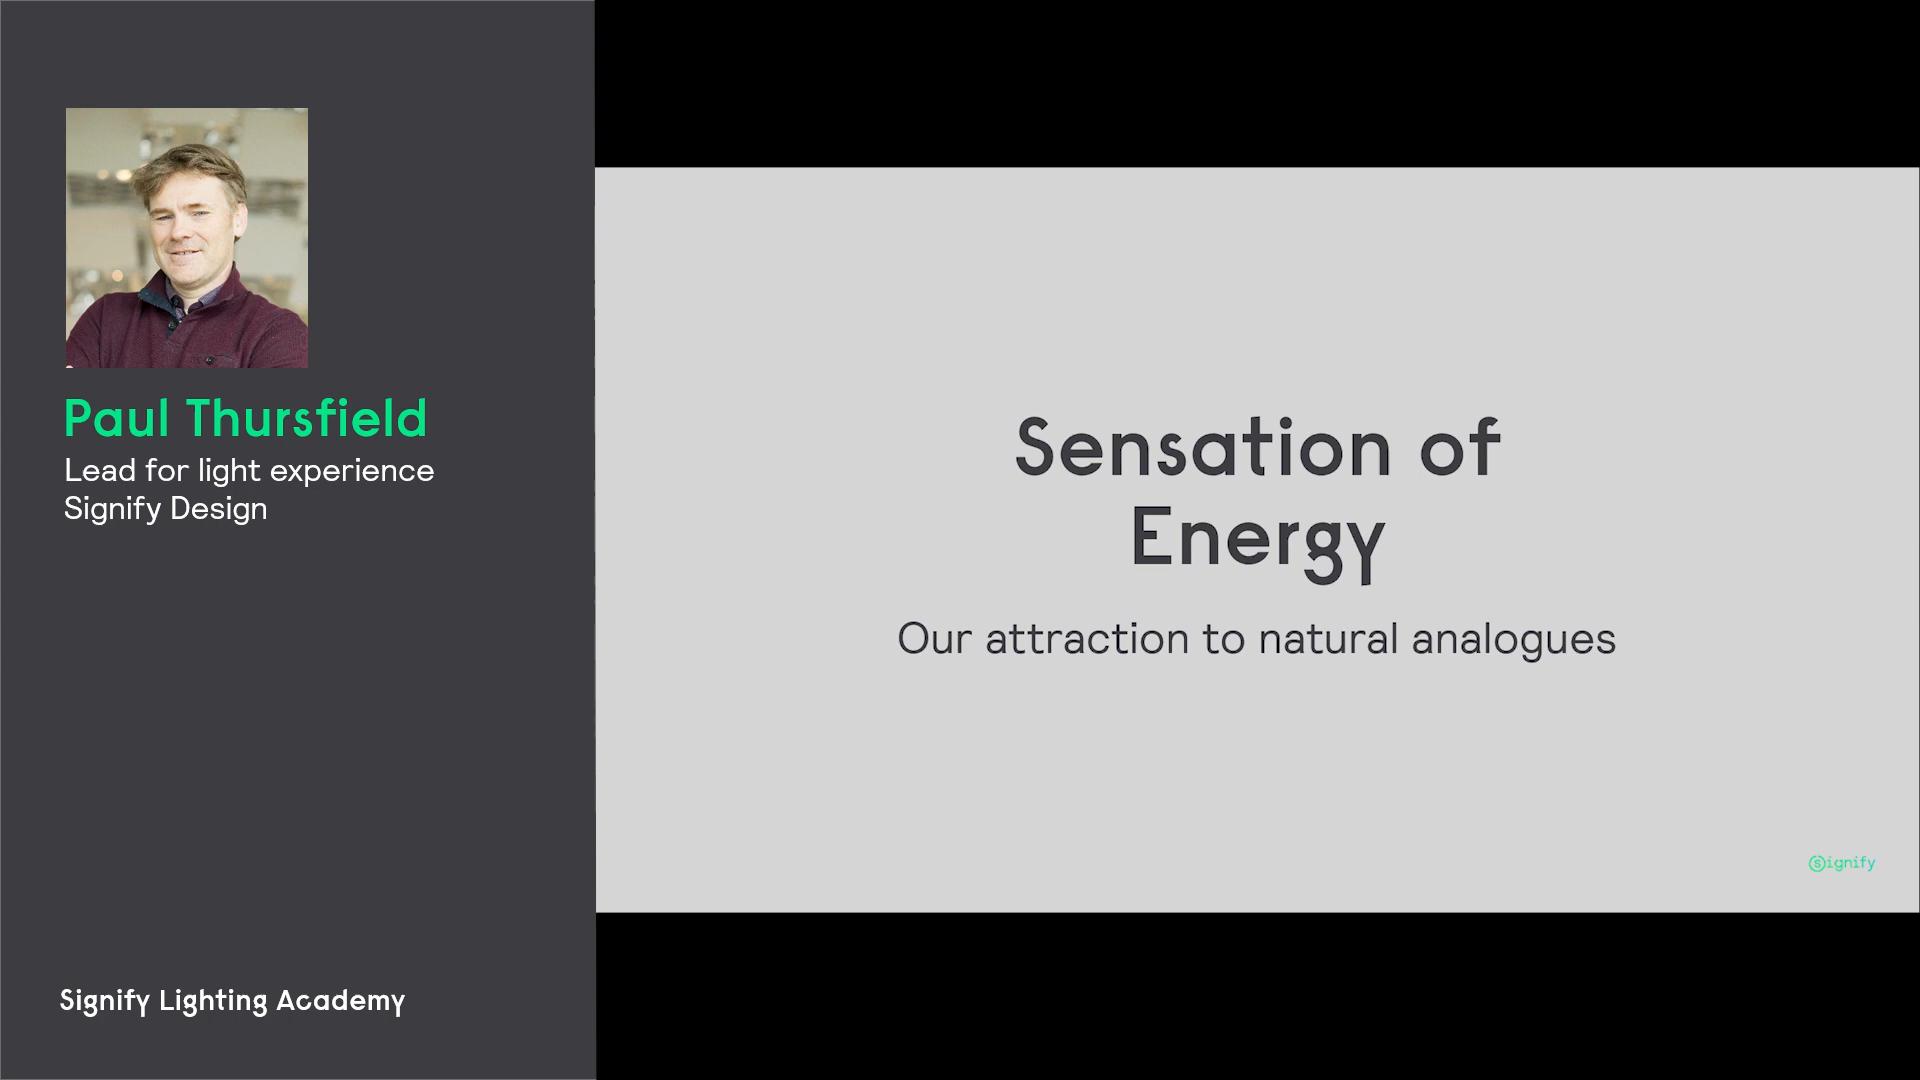 Paul Thursfield
Lead for light experience
Signify Design
Signify Lighting Academy
Sensation of
Energy
Our attraction to natural analogues
Signify